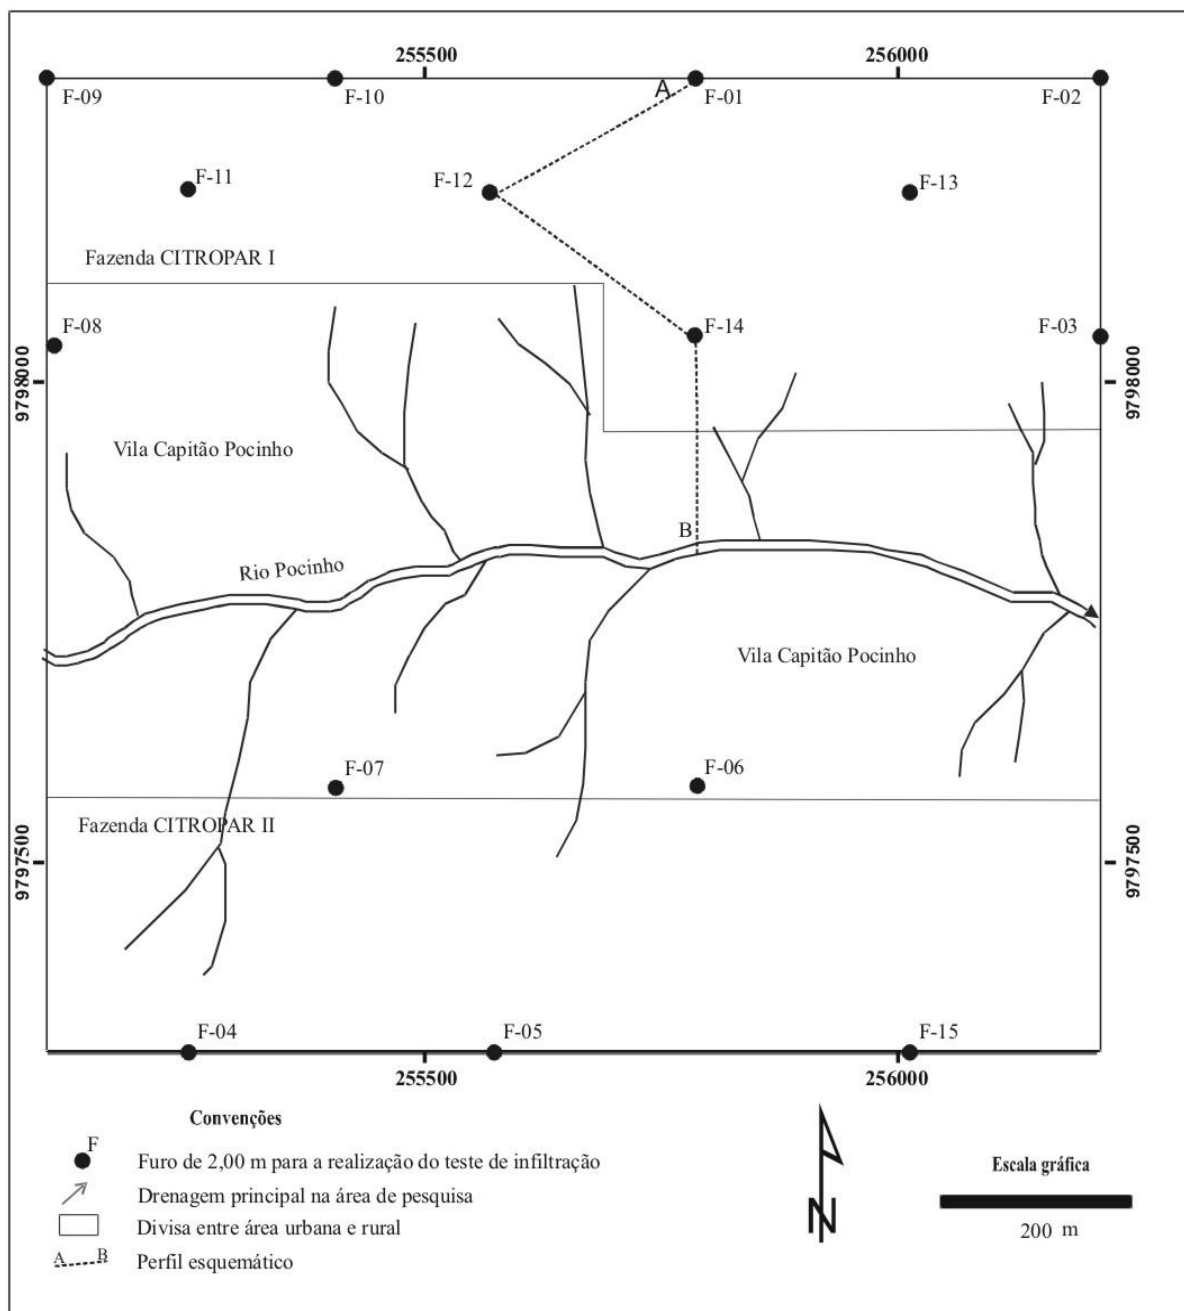 255500
256000
A
F-09
F-10
F-01
F-02
F-11
F-12
F-13
Fazenda CITROPAR I
F-08
F-14
F-03
9798000
9798000
Vila Capitão Pocinho
B
Rio Pocinho
Vila Capitão Pocinho
F-07
F-06
Fazenda CITROPAR II
9797500
9797500
F-04
F-05
F-15
255500
256000
Convenções
F
Furo de 2,00 m para a realização do teste de infiltração
Drenagem principal na área de pesquisa
Divisa entre área urbana e rural
A B
Perfil esquemático
N
Escala gráfica
200 m